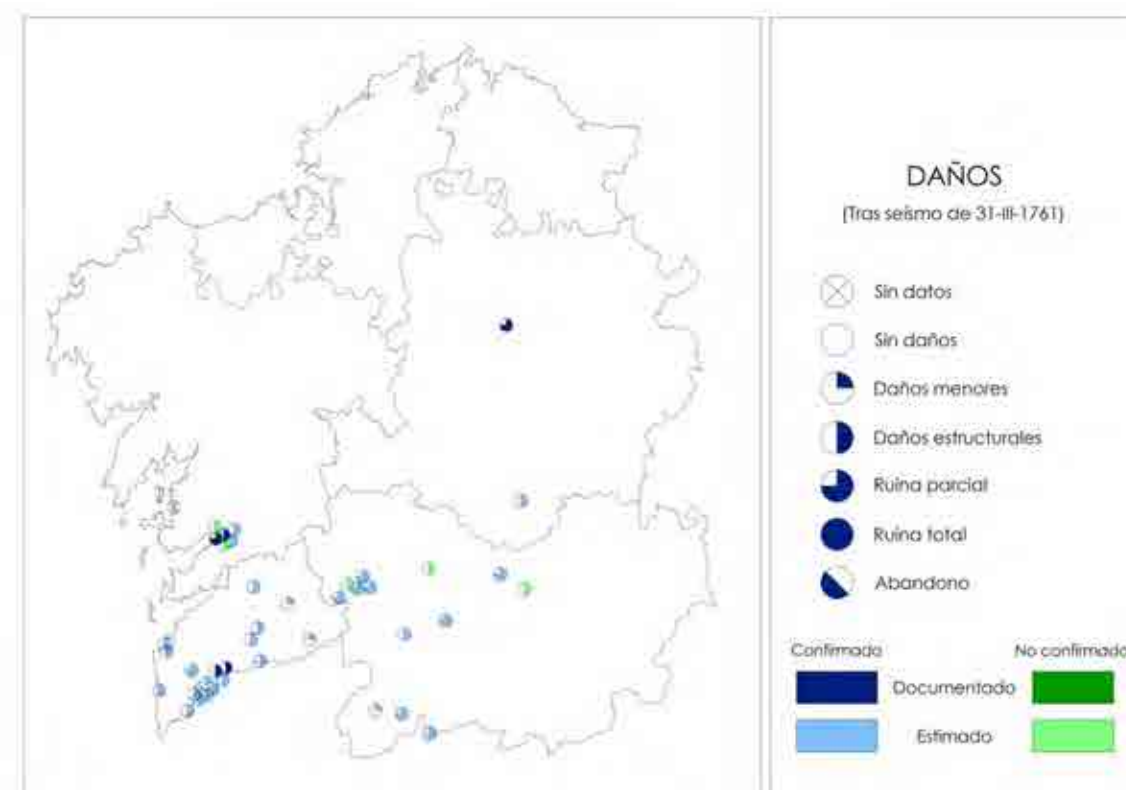 DAÑOS
(Tras seísmo de 31-III-1761)
Sin datos
Sin daños
Daños menores
Daños estructurales
Ruina parcial
Ruina total
Abandono
Confirmado No confirmado
Documentado
Estimado